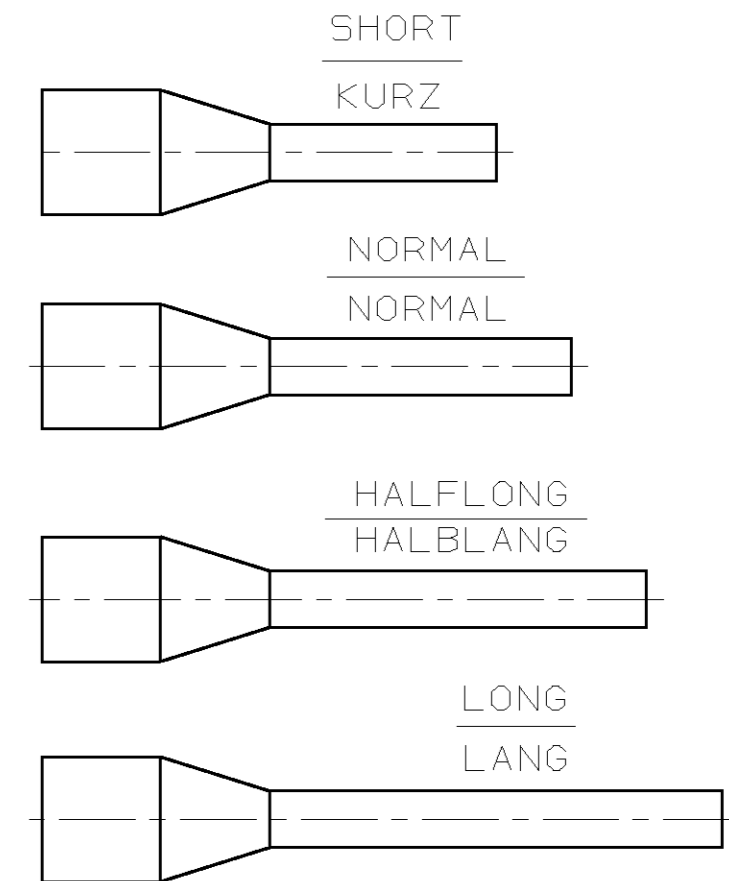 SHORT
KURZ
NORMAL
NORMAL
HALFLONG
HALBLANG
LONG
LANG